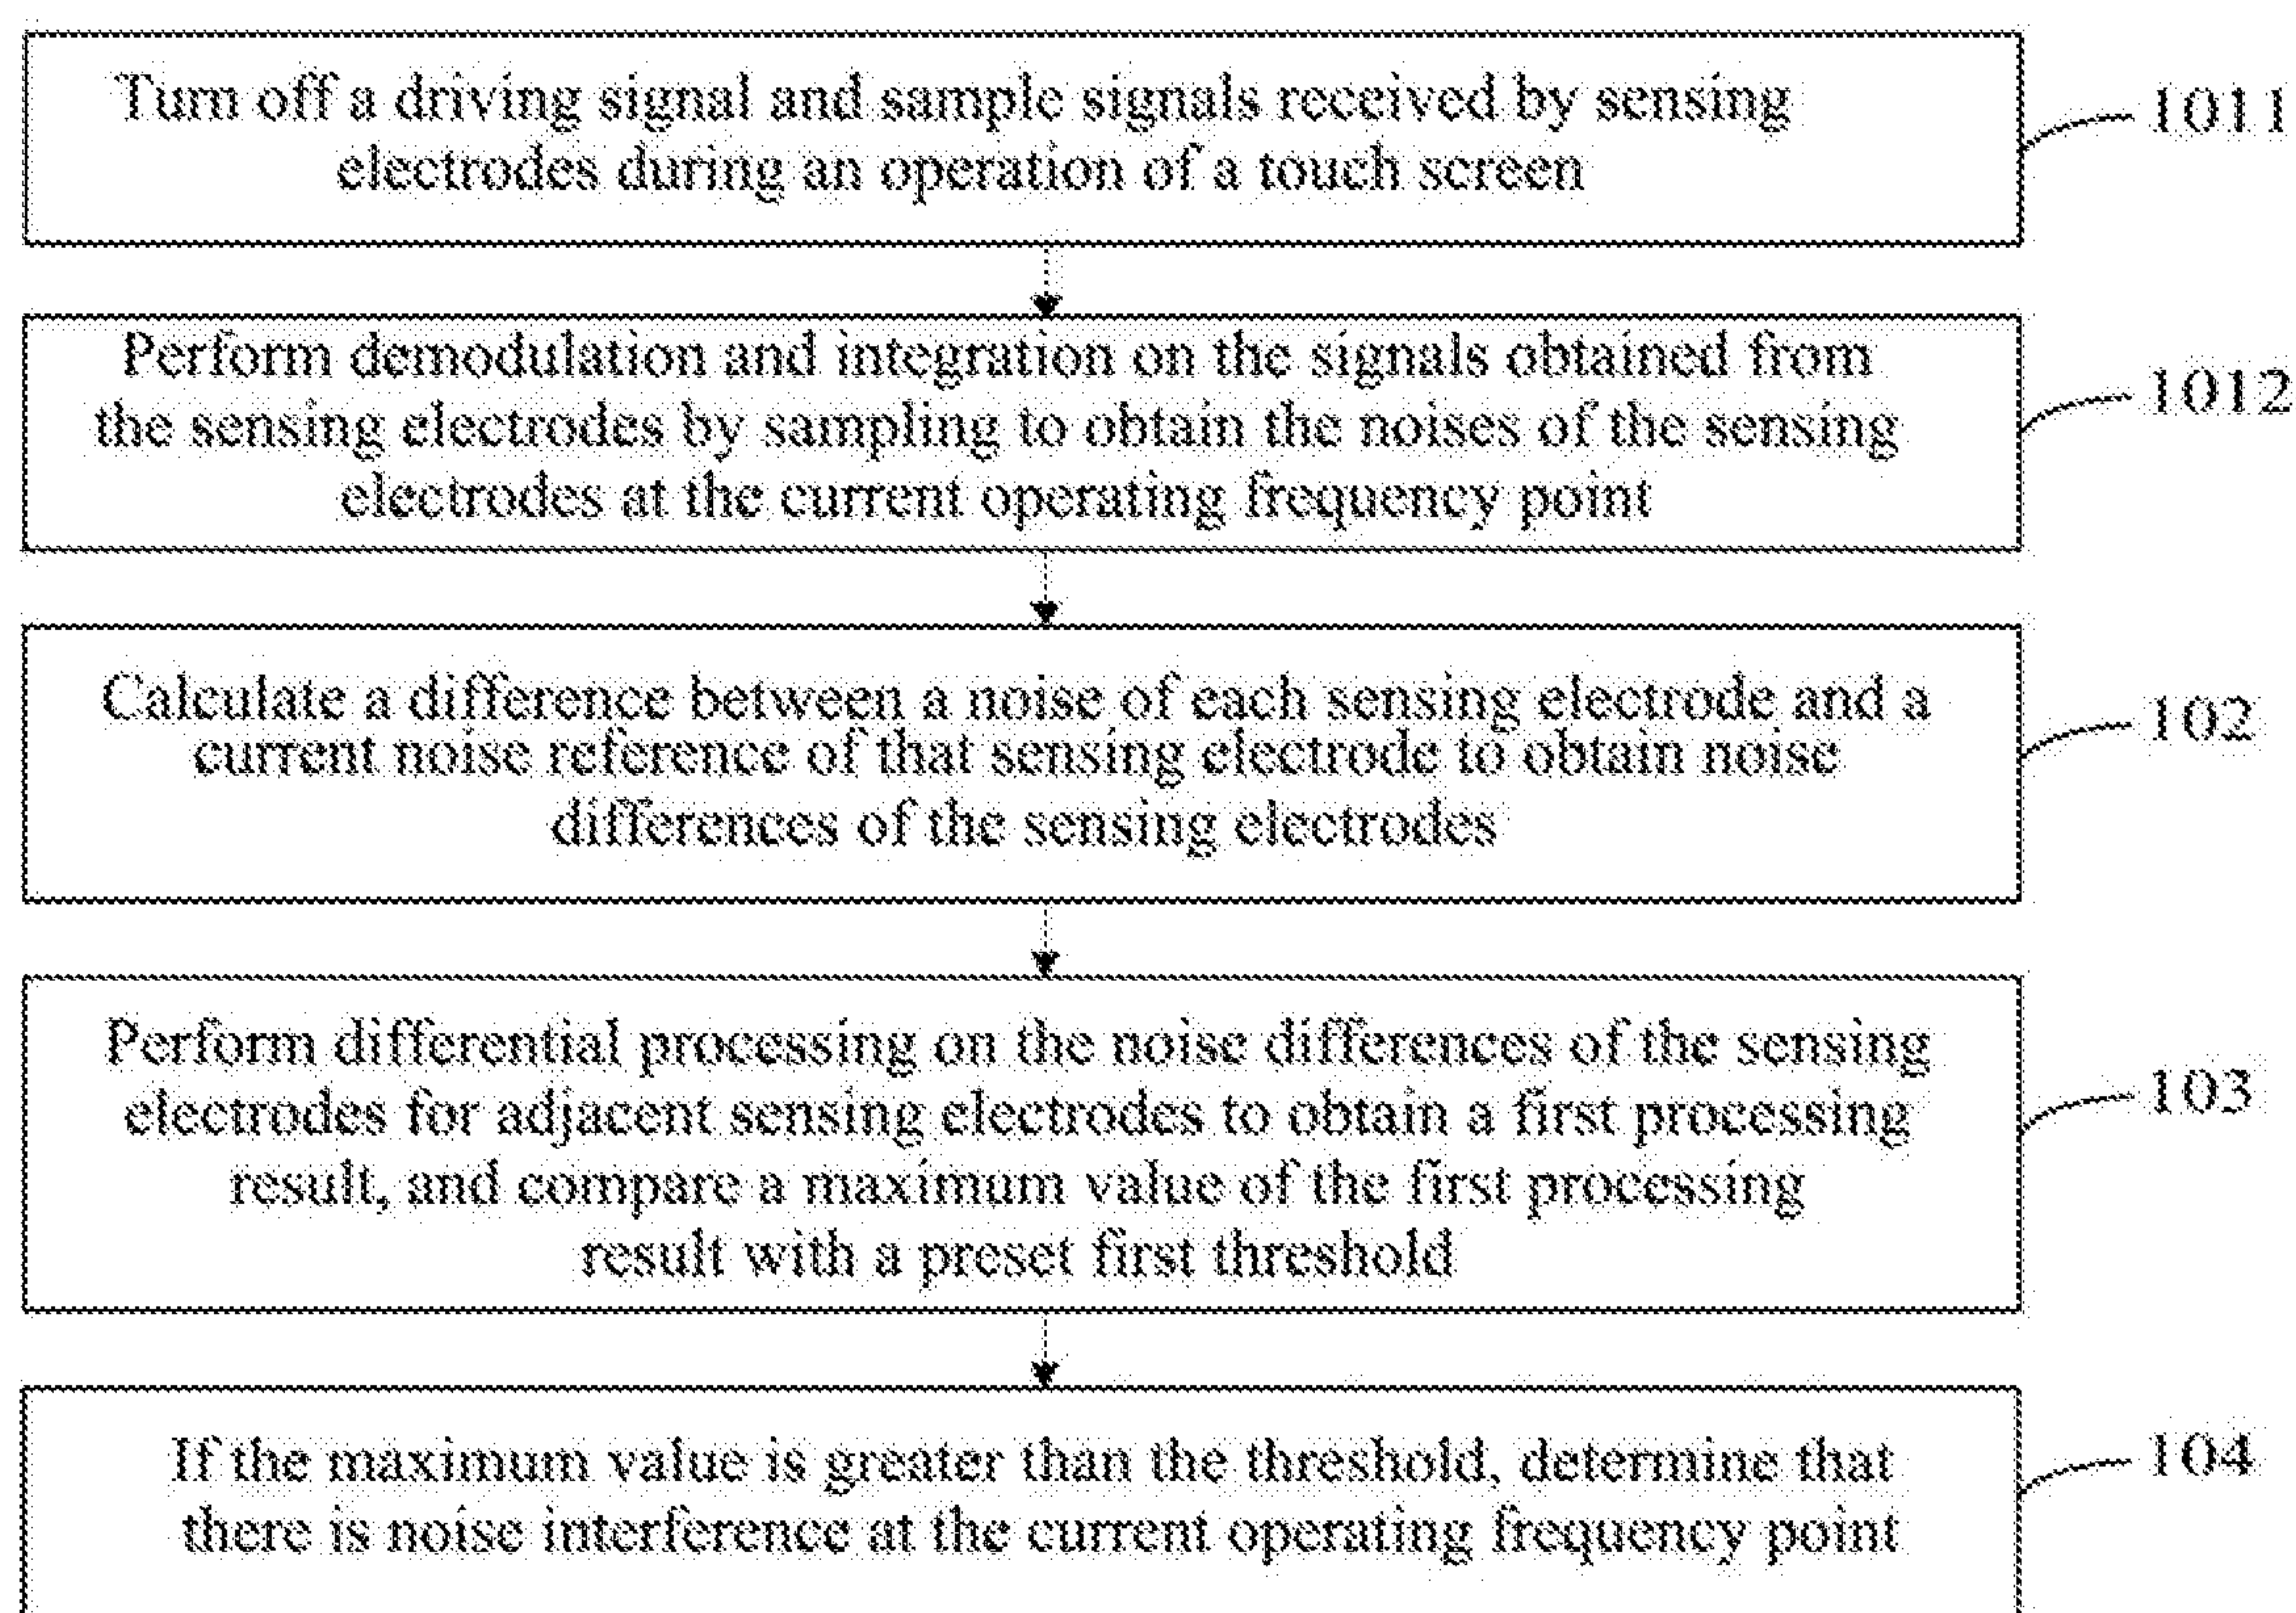 Turn off a driving signal and sample signals received by sensing
electrodes during an operation of a touch screen
1011
Perform demodulation and integration on the signals obtained from
the sensing electrodes by sampling to obtain the noises of the sensing
electrodes at the current operating frequency point
1012
Calculate a difference between a noise of each sensing electrode and a
current noise reference of that sensing electrode to obtain noise
differences of the sensing electrodes
102
Perform differential processing on the noise differences of the sensing
electrodes for adjacent sensing electrodes to obtain a first processing
result, and compare a maximum value of the first processing
result with a preset first threshold
103
If the maximum value is greater than the threshold, determine that
there is noise interference at the current operating frequency point
104